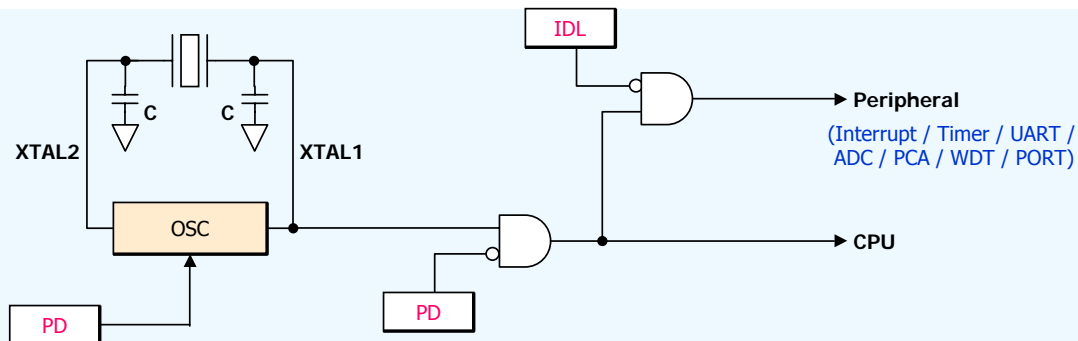 IDL
C
C
Peripheral
(Interrupt / Timer / UART /
ADC / PCA / WDT / PORT)
XTAL2
XTAL1
OSC
CPU
PD
PD